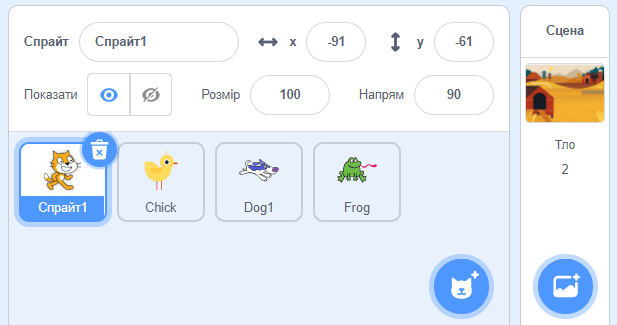 Спрайт Спрайт1 x -91 y -61
Показати Розмір 100 Напрям 90
Спрайт1 Chick Dog1 Frog
Сцена
Тло
2